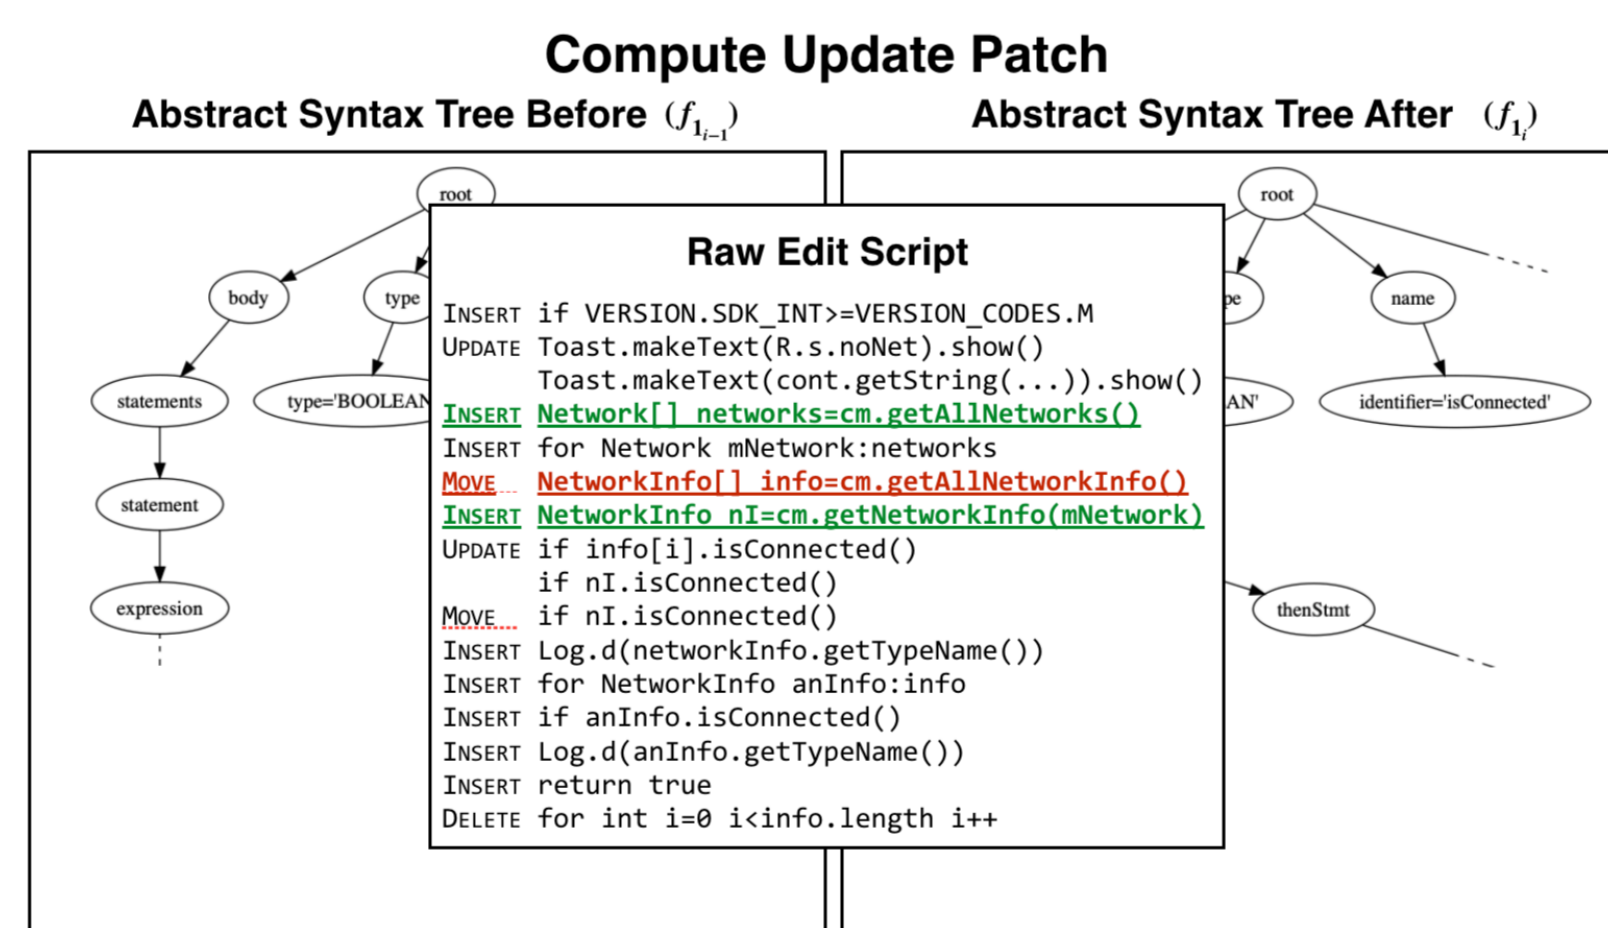 Compute Update Patch
Abstract Syntax Tree Before (f₁ᵢ₋₁)
Abstract Syntax Tree After (f₁ᵢ)
root
body
type
statements
type='BOOLEAN
statement
expression
root
pe
name
AN'
identifier='isConnected'
thenStmt
Raw Edit Script
INSERT if VERSION.SDK_INT>=VERSION_CODES.M
UPDATE Toast.makeText(R.s.noNet).show()
Toast.makeText(cont.getString(...)).show()
INSERT Network[] networks=cm.getAllNetworks()
INSERT for Network mNetwork:networks
MOVE NetworkInfo[] info=cm.getAllNetworkInfo()
INSERT NetworkInfo nI=cm.getNetworkInfo(mNetwork)
UPDATE if info[i].isConnected()
if nI.isConnected()
MOVE if nI.isConnected()
INSERT Log.d(networkInfo.getTypeName())
INSERT for NetworkInfo anInfo:info
INSERT if anInfo.isConnected()
INSERT Log.d(anInfo.getTypeName())
INSERT return true
DELETE for int i=0 i<info.length i++